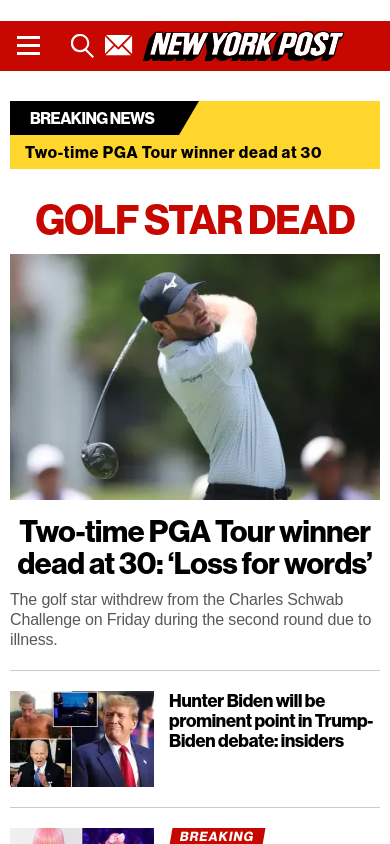 NEW YORK POST
BREAKING NEWS
Two-time PGA Tour winner dead at 30
GOLF STAR DEAD
Two-time PGA Tour winner
dead at 30: ‘Loss for words’
The golf star withdrew from the Charles Schwab
Challenge on Friday during the second round due to
illness.
Hunter Biden will be
prominent point in Trump-
Biden debate: insiders
BREAKING